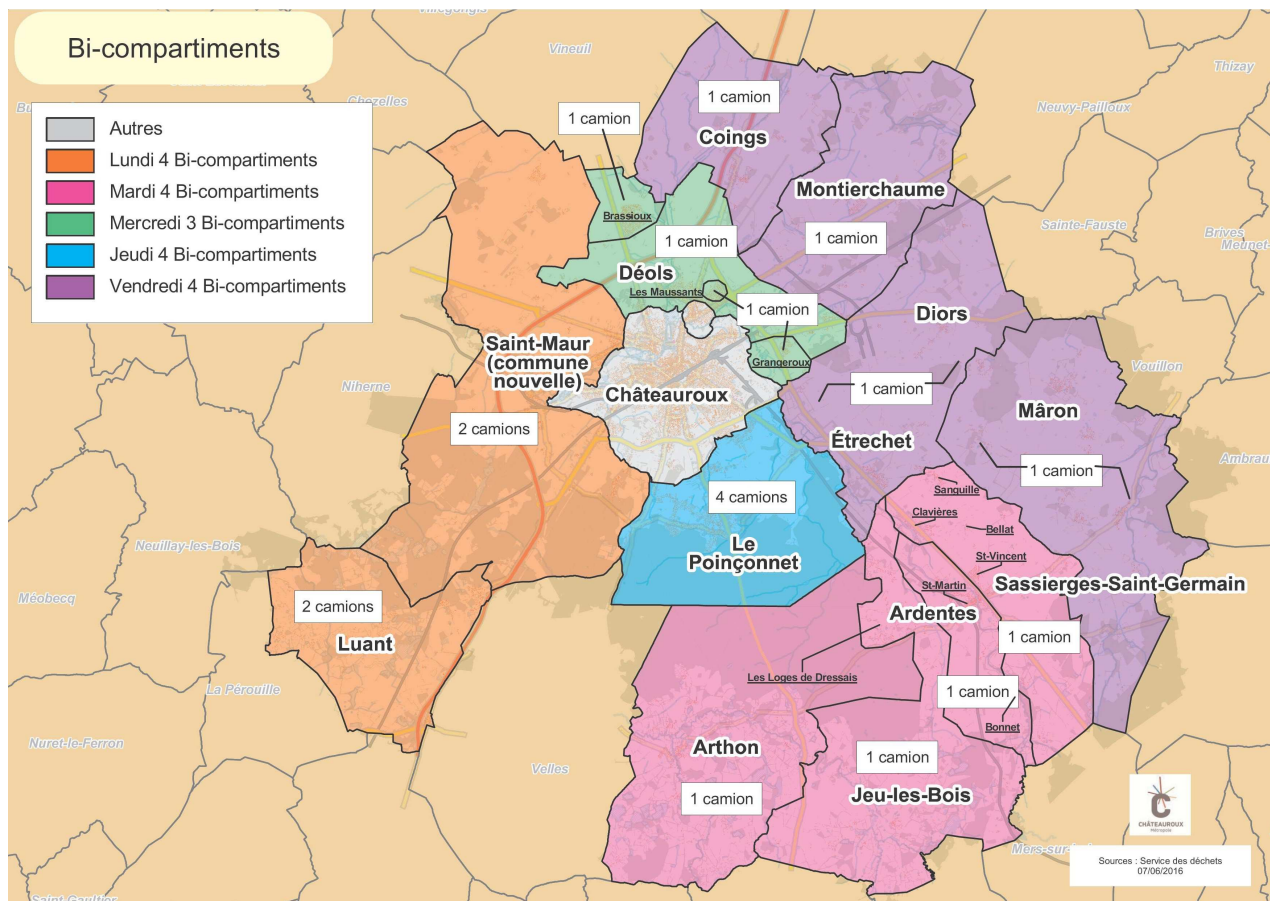 Bi-compartiments
Autres
Lundi 4 Bi-compartiments
Mardi 4 Bi-compartiments
Mercredi 3 Bi-compartiments
Jeudi 4 Bi-compartiments
Vendredi 4 Bi-compartiments
Vineuil
Thizay
Chezelles
Neuvy-Pailloux
1 camion
1 camion
Coings
Montierchaume
Brassioux
Sainte-Fauste
Brives
1 camion
1 camion
Déols
Les Maussants
1 camion
Diors
Saint-Maur
(commune
nouvelle)
Grangeroux
Vouillon
Niherne
Châteauroux
1 camion
Mâron
2 camions
Étrechet
1 camion
4 camions
Sanguille
Clavières
Bellat
Le
Poinçonnet
St-Vincent
Neuillay-les-Bois
St-Martin
Sassierges-Saint-Germain
Méobecq
2 camions
Ardentes
Luant
1 camion
Les Loges de Dressais
La Pérouille
1 camion
Bonnet
Nuret-le-Ferron
Arthon
1 camion
Velles
Jeu-les-Bois
1 camion
CHÂTEAUROUX
Métropole
Sources : Service des déchets
07/06/2016
Saint-Gaultier